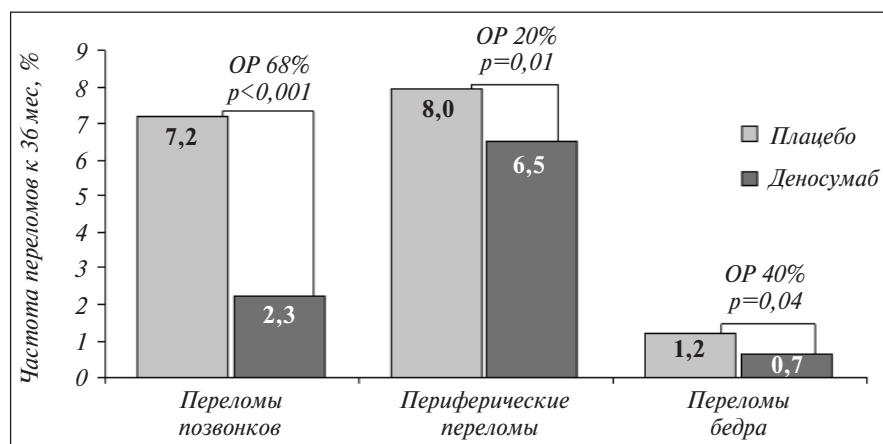 Частота переломов к 36 мес, %
9
8
7
6
5
4
3
2
1
0
ОР 68%
p<0,001
7,2
2,3
ОР 20%
p=0,01
8,0
6,5
ОР 40%
p=0,04
1,2
0,7
Плацебо
Деносумаб
Переломы
позвонков
Периферические
переломы
Переломы
бедра